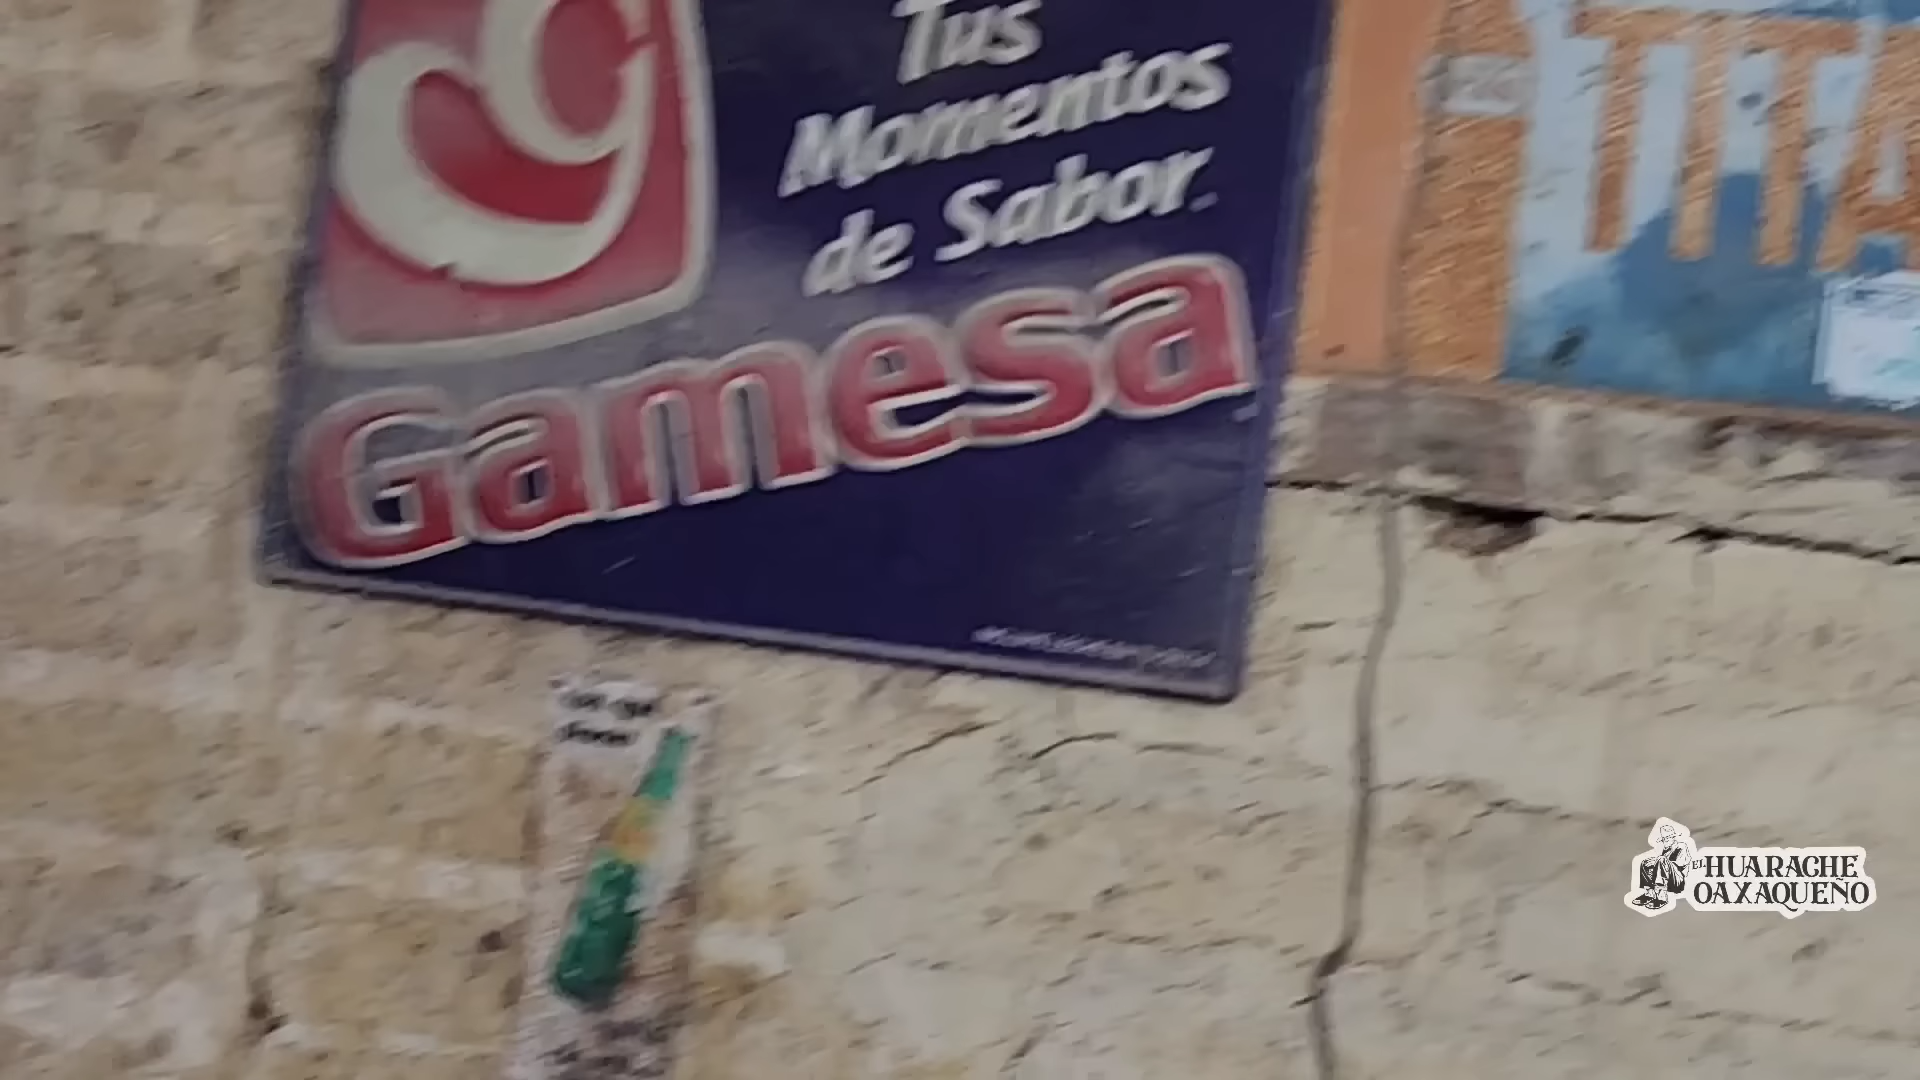 Tus
Momentos
de Sabor.
Gamesa
TITA
EL HUARACHE
OAXAQUEÑO